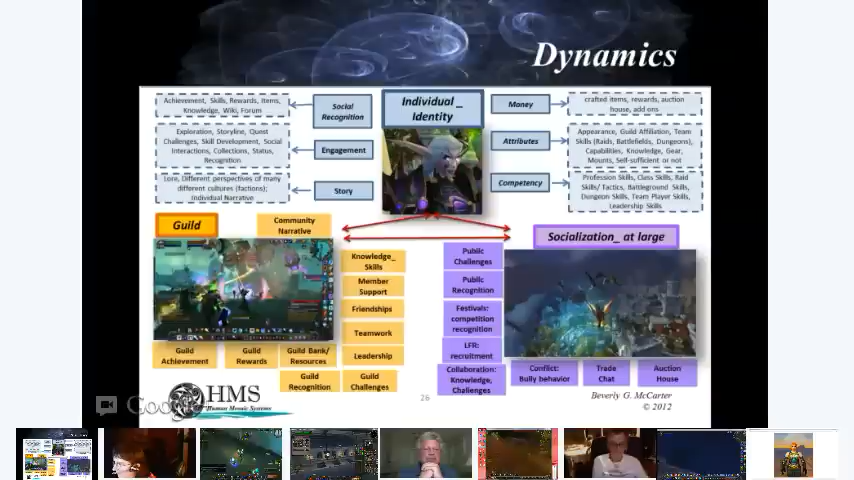 Dynamics
Achievement, Skills, Rewards, Items,
Knowledge, Wiki, Forum
Social
Recognition
Individual _
Identity
Money
crafted items, rewards, auction
house, add ons
Exploration, Storyline, Quest
Challenges, Skill Development, Social
Interactions, Collections, Status,
Recognition
Engagement
Attributes
Appearance, Guild Affiliation, Team
Skills (Raids, Battlefields, Dungeons),
Capabilities, Knowledge, Gear,
Mounts, Self-sufficient or not
Lore, Different perspectives of many
different cultures (factions);
Individual Narrative
Story
Competency
Profession Skills, Class Skills, Raid
Skills/ Tactics, Battleground Skills,
Dungeon Skills, Team Player Skills,
Leadership Skills
Guild
Community
Narrative
Socialization_ at large
Knowledge_
Skills
Member
Support
Friendships
Teamwork
Leadership
Guild
Challenges
Public
Challenges
Public
Recognition
Festivals:
competition
recognition
LFR:
recruitment
Collaboration:
Knowledge,
Challenges
Guild
Achievement
Guild
Rewards
Guild Bank/
Resources
Guild
Recognition
Conflict:
Bully behavior
Trade
Chat
Auction
House
HMS
Human Mosaic Systems
26
Beverly G. McCarter
© 2012